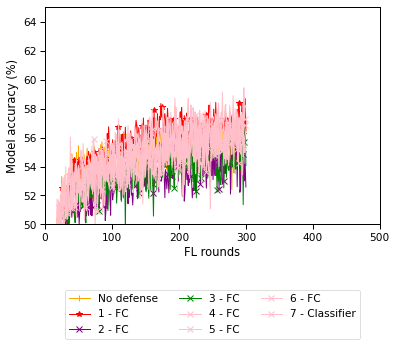 64
62
60
58
56
54
52
50
Model accuracy (%)
0 100 200 300 400 500
FL rounds
No defense 3 - FC 6 - FC
1 - FC 4 - FC 7 - Classifier
2 - FC 5 - FC